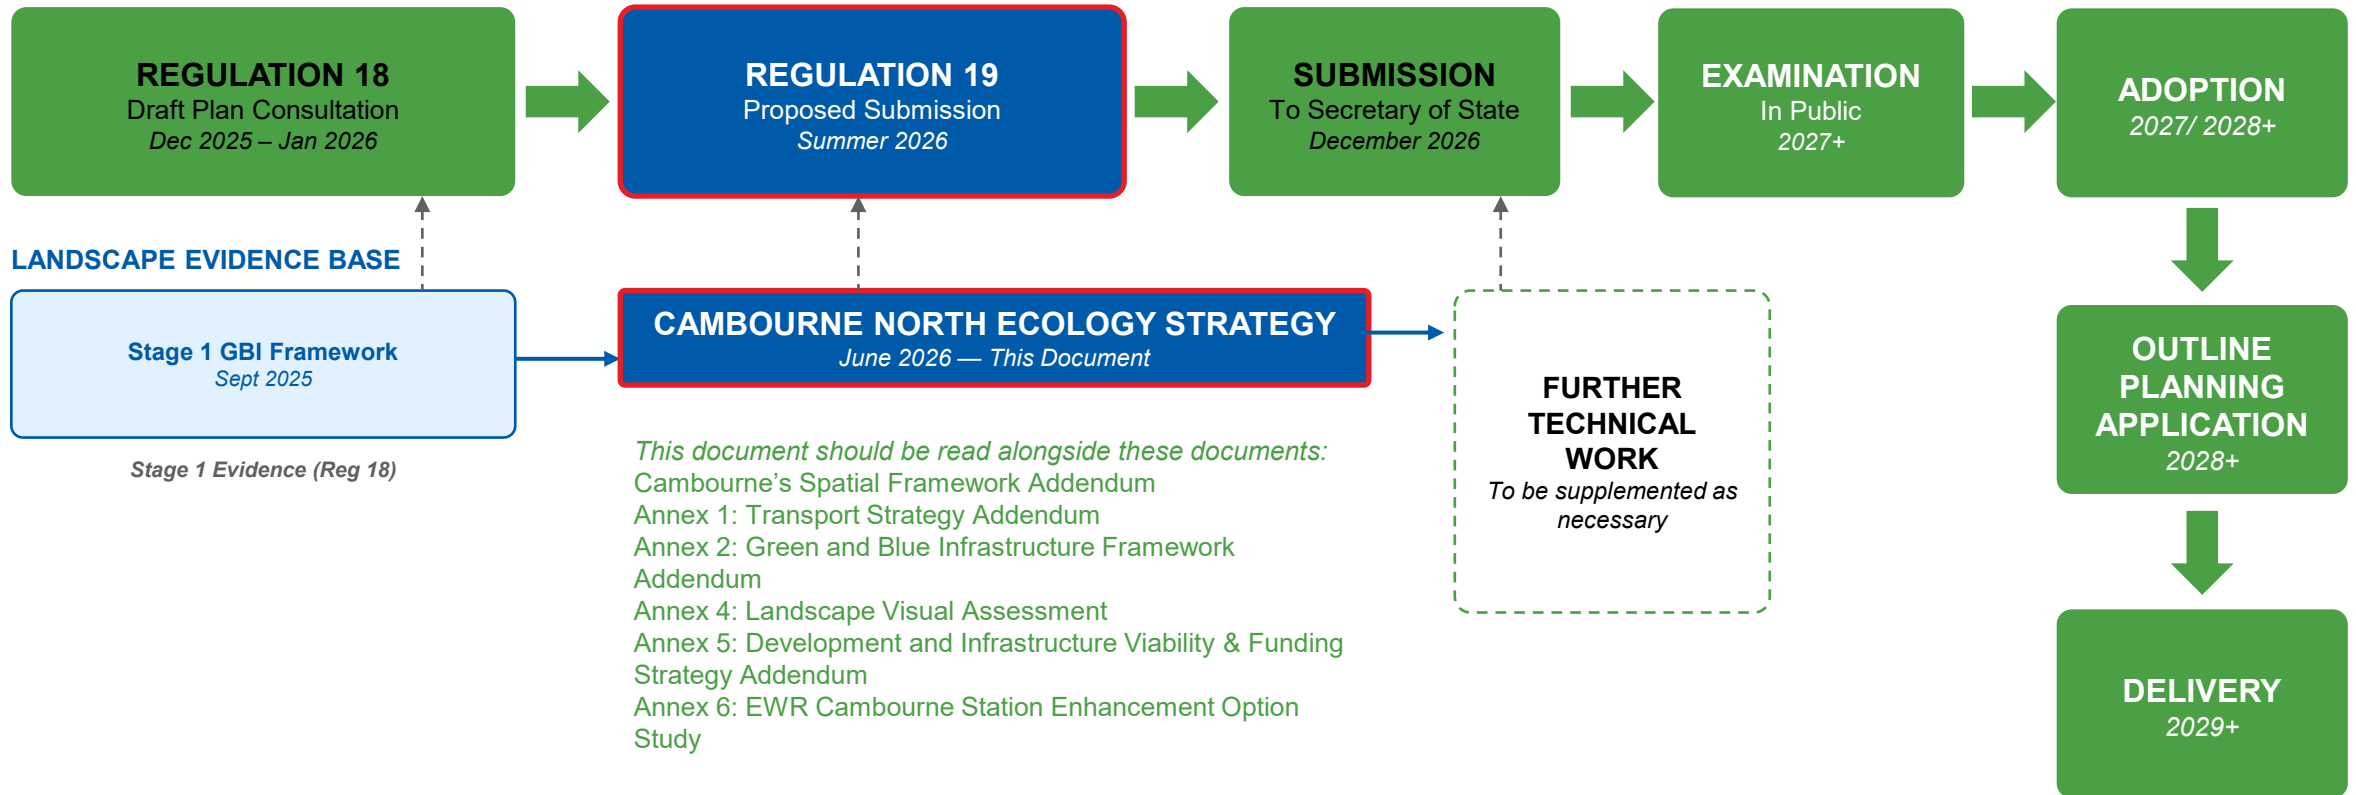 REGULATION 18
Draft Plan Consultation
Dec 2025 – Jan 2026
REGULATION 19
Proposed Submission
Summer 2026
SUBMISSION
To Secretary of State
December 2026
EXAMINATION
In Public
2027+
ADOPTION
2027/ 2028+
LANDSCAPE EVIDENCE BASE
Stage 1 GBI Framework
Sept 2025
Stage 1 Evidence (Reg 18)
CAMBOURNE NORTH ECOLOGY STRATEGY
June 2026 — This Document
This document should be read alongside these documents:
Cambourne’s Spatial Framework Addendum
Annex 1: Transport Strategy Addendum
Annex 2: Green and Blue Infrastructure Framework
Addendum
Annex 4: Landscape Visual Assessment
Annex 5: Development and Infrastructure Viability & Funding
Strategy Addendum
Annex 6: EWR Cambourne Station Enhancement Option
Study
FURTHER
TECHNICAL
WORK
To be supplemented as
necessary
OUTLINE
PLANNING
APPLICATION
2028+
DELIVERY
2029+